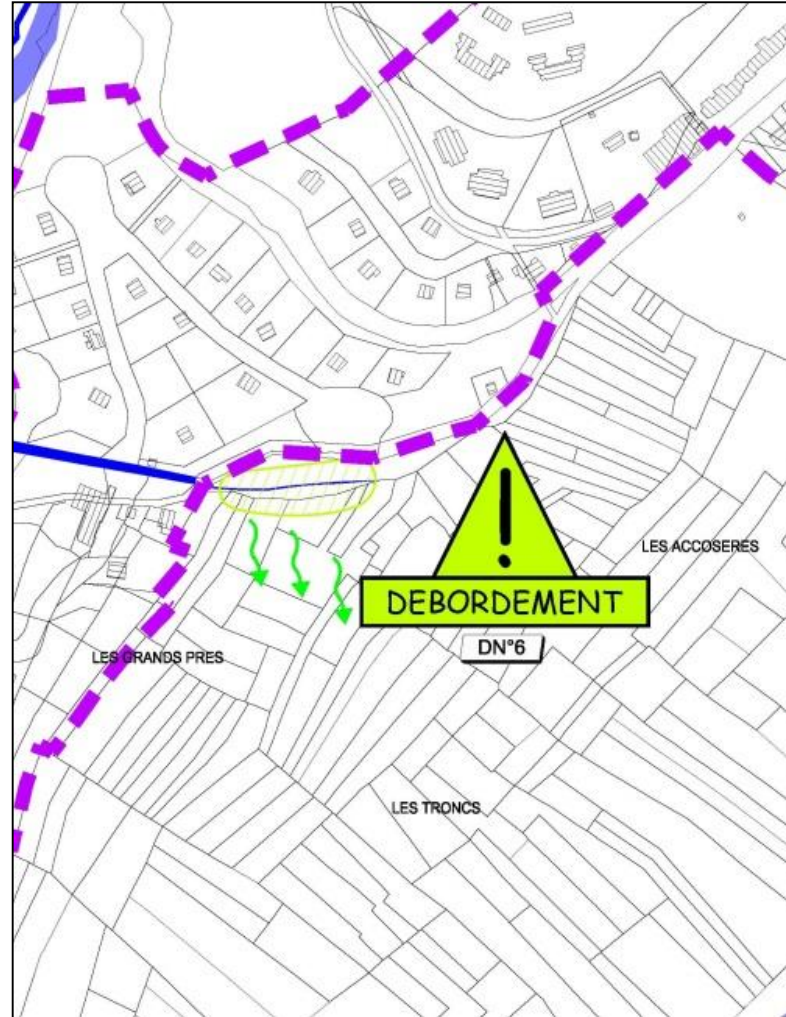 LES ACCOSERES
!
DEBORDEMENT
DN°6
LES GRANDS PRES
LES TRONCS